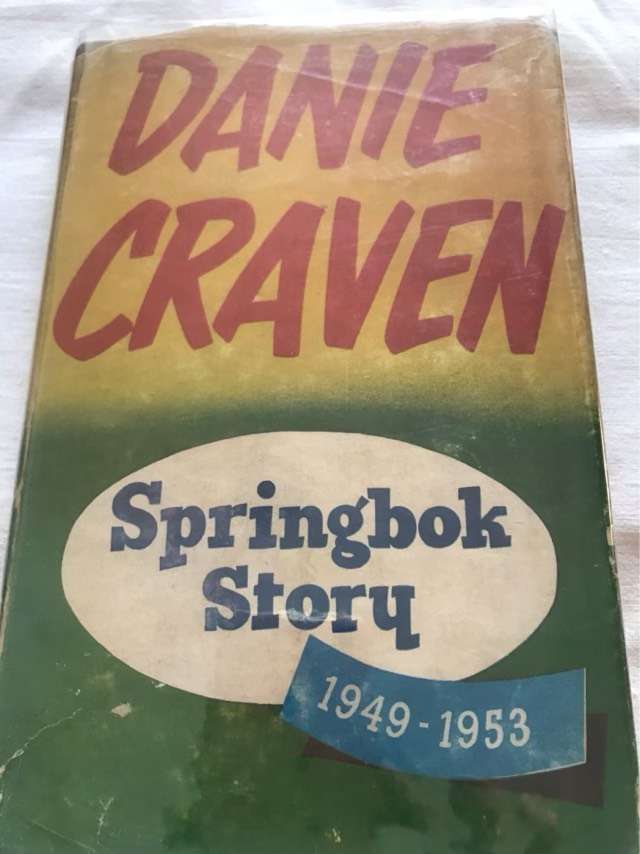 DANIE
CRAVEN
Springbok
Story
1949 - 1953